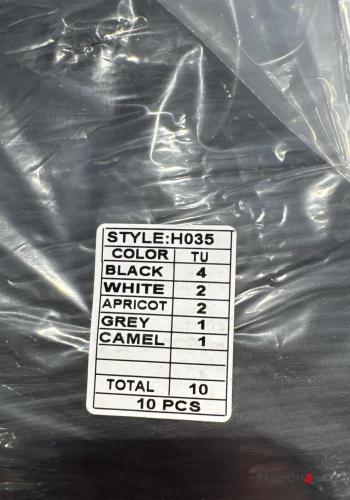 STYLE:H035
COLOR TU
BLACK 4
WHITE 2
APRICOT 2
GREY 1
CAMEL 1
TOTAL 10
10 PCS